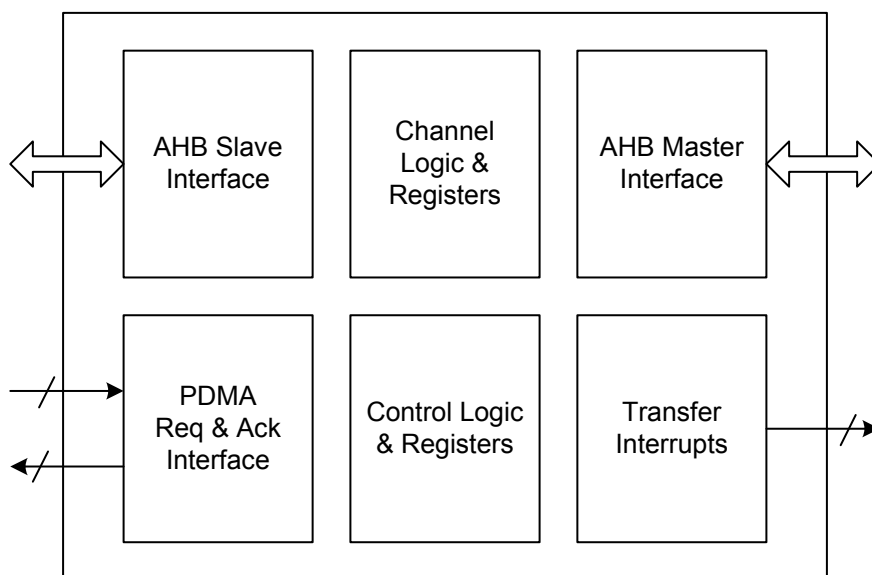 AHB Slave
Interface
Channel
Logic &
Registers
AHB Master
Interface
PDMA
Req & Ack
Interface
Control Logic
& Registers
Transfer
Interrupts